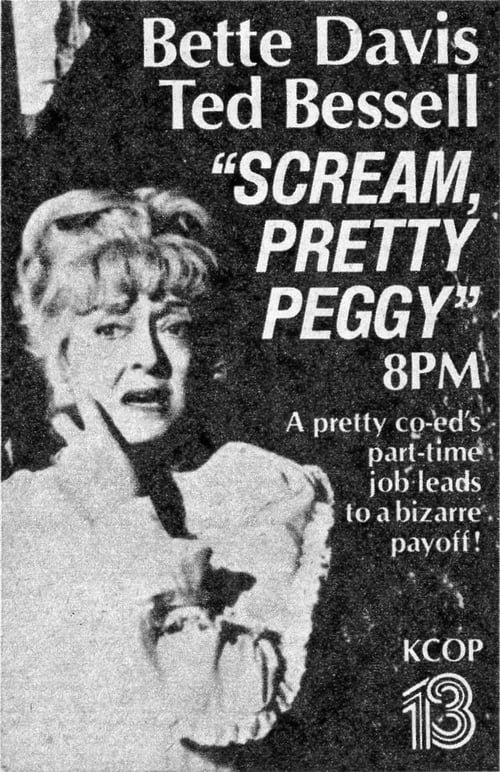 Bette Davis
Ted Bessell
“SCREAM,
PRETTY
PEGGY”
8PM
A pretty co-ed's
part-time
job leads
to a bizarre
payoff!
KCOP
13